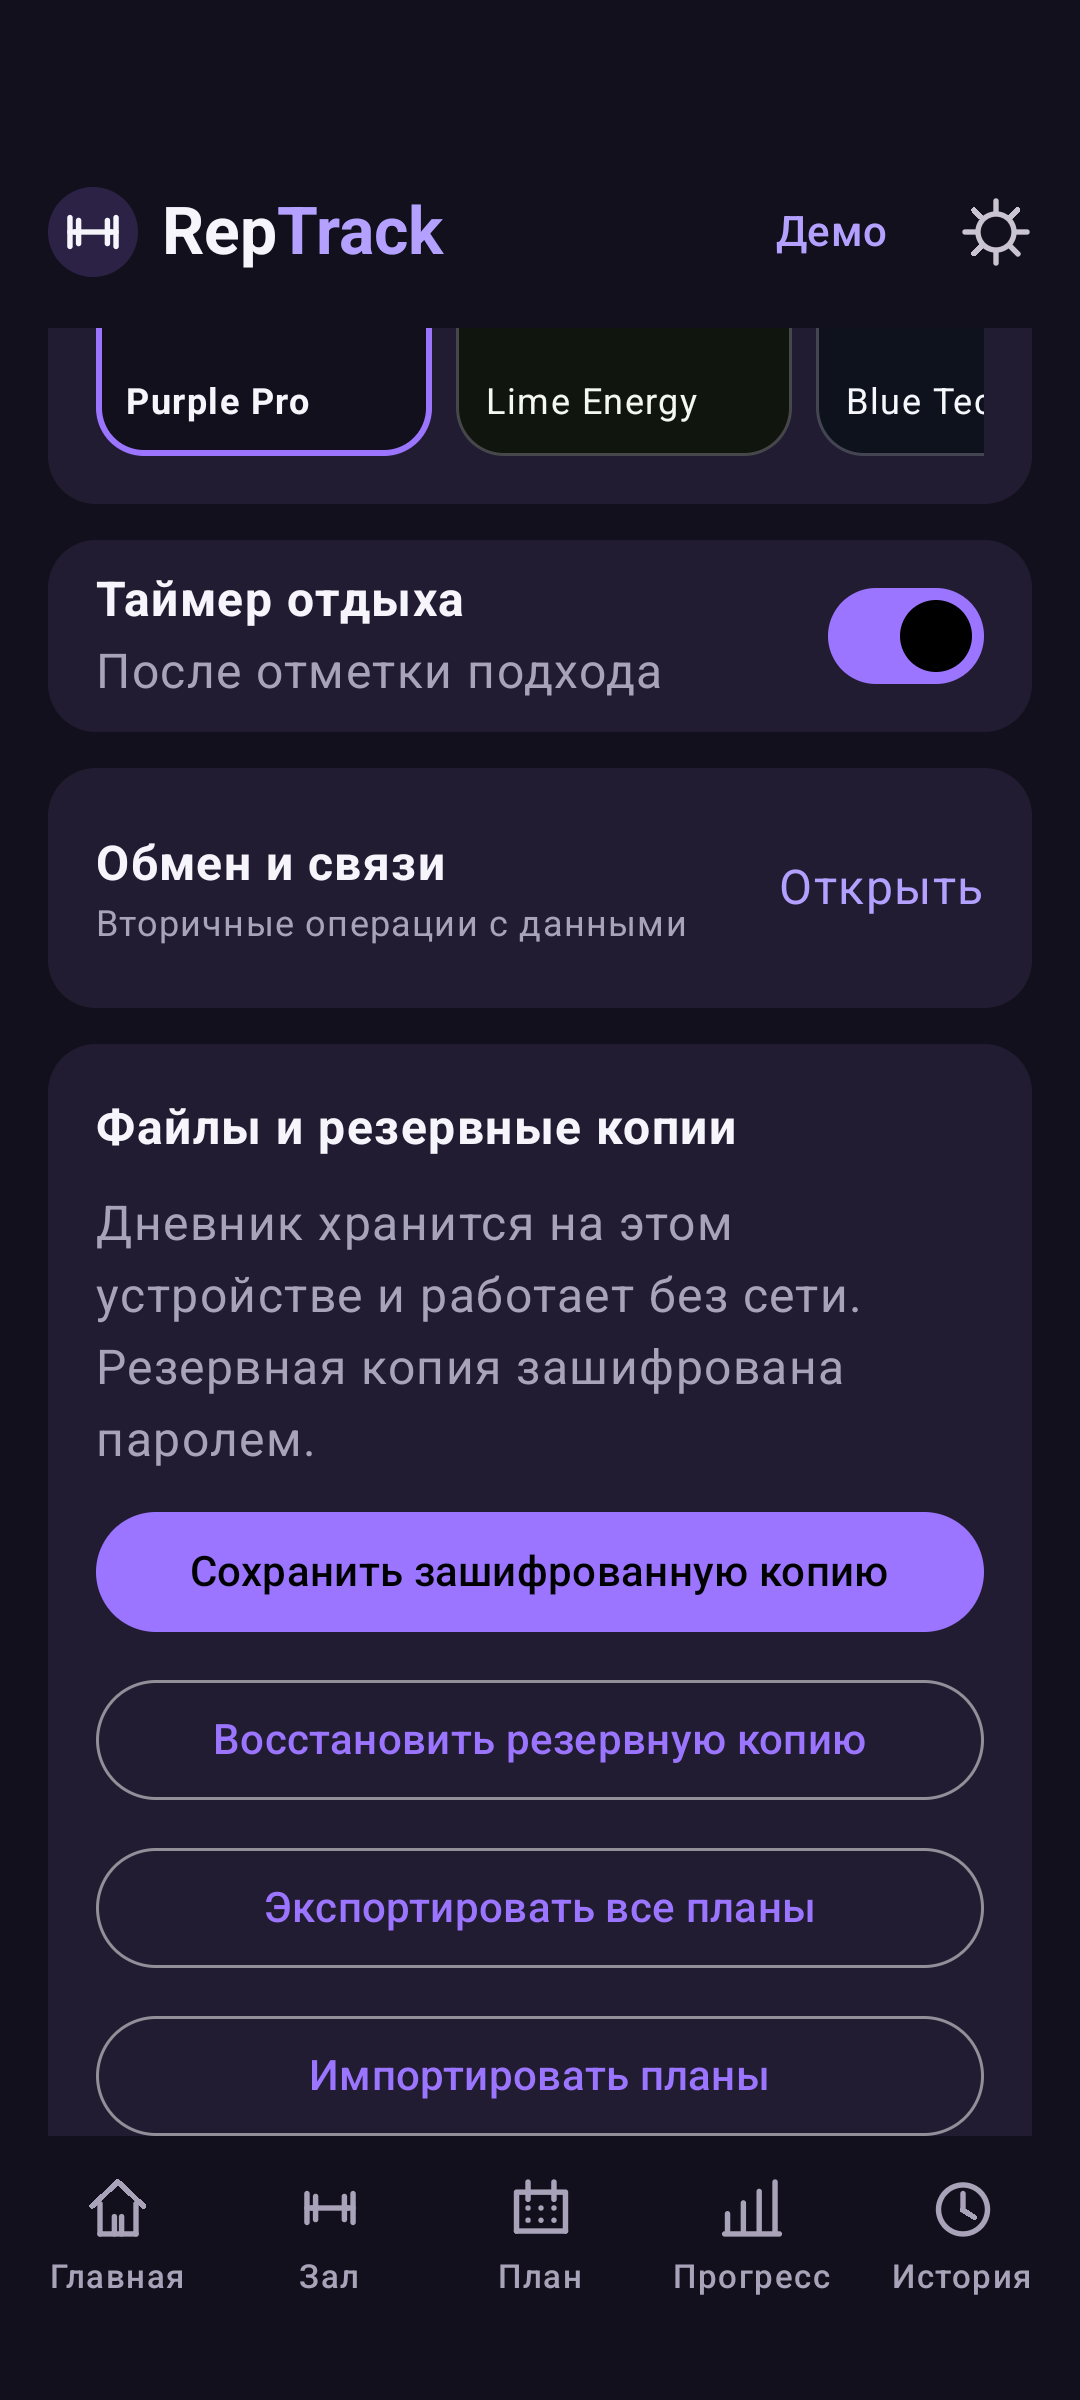 RepTrack
Демо
Purple Pro
Lime Energy
Blue
Таймер отдыха
После отметки подхода
Обмен и связи
Вторичные операции с данными
Открыть
Файлы и резервные копии
Дневник хранится на этом
устройстве и работает без сети.
Резервная копия зашифрована
паролем.
Сохранить зашифрованную копию
Восстановить резервную копию
Экспортировать все планы
Импортировать планы
Главная
Зал
План
Прогресс
История